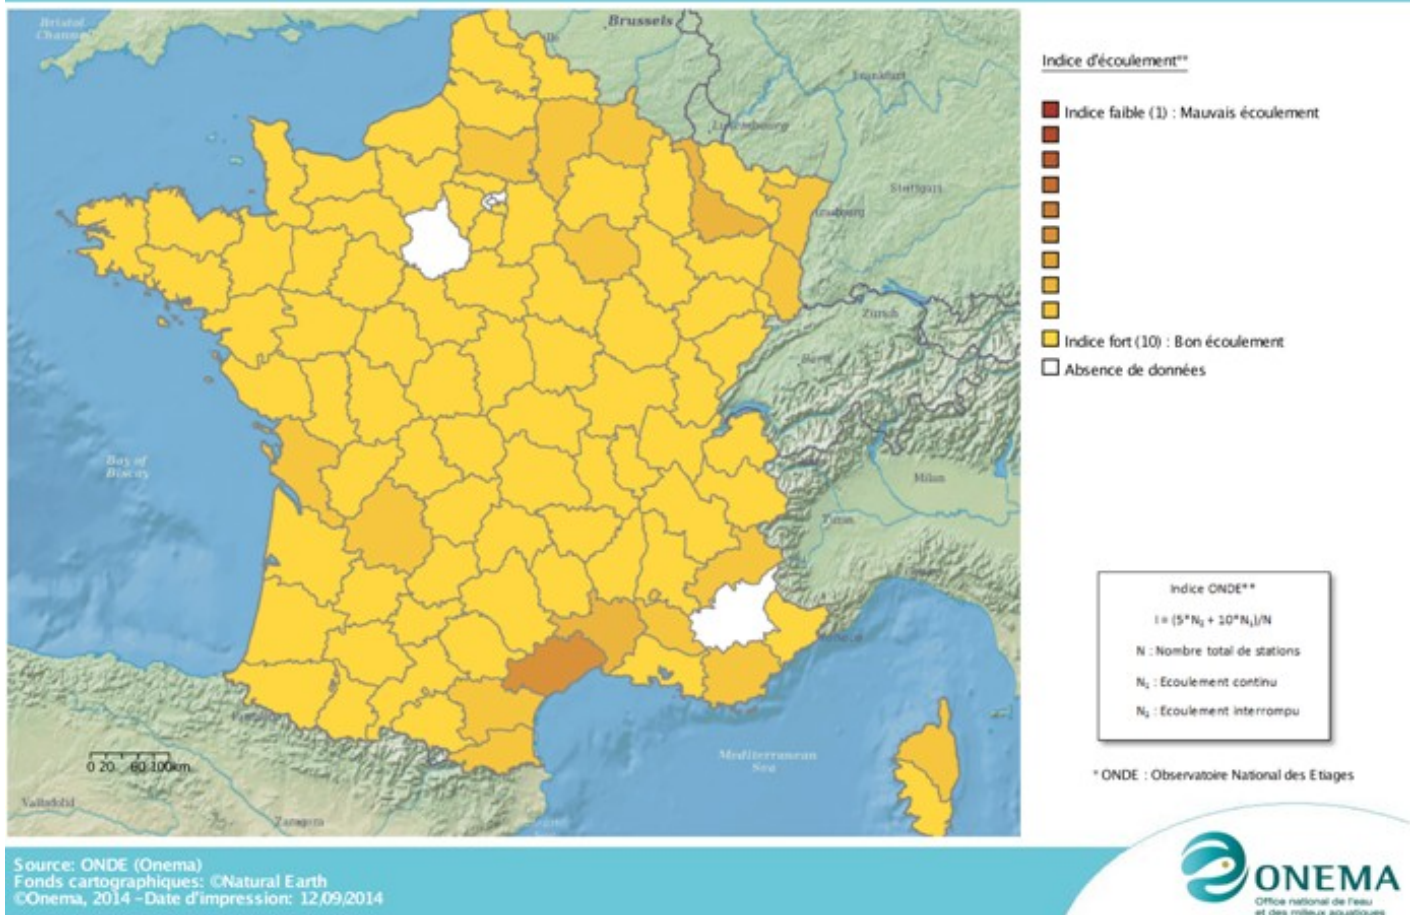 Bristol
Channel
Brussels
Frankfurt
Luxembourg
Stuttgart
Zurich
Bern
Bay of
Biscay
Milan
Turin
Mediterranean
Sea
0 20 60 100km
Valladolid
Zaragoza
Indice d'écoulement**
Indice faible (1) : Mauvais écoulement
Indice fort (10) : Bon écoulement
Absence de données
Indice ONDE**
I = (5*N₂ + 10*N₁)/N
N : Nombre total de stations
N₁ : Ecoulement continu
N₂ : Ecoulement interrompu
* ONDE : Observatoire National des Etiages
Source: ONDE (Onema)
Fonds cartographiques: ©Natural Earth
©Onema, 2014 -Date d'impression: 12/09/2014
ONEMA
Office national de l'eau
et des milieux aquatiques